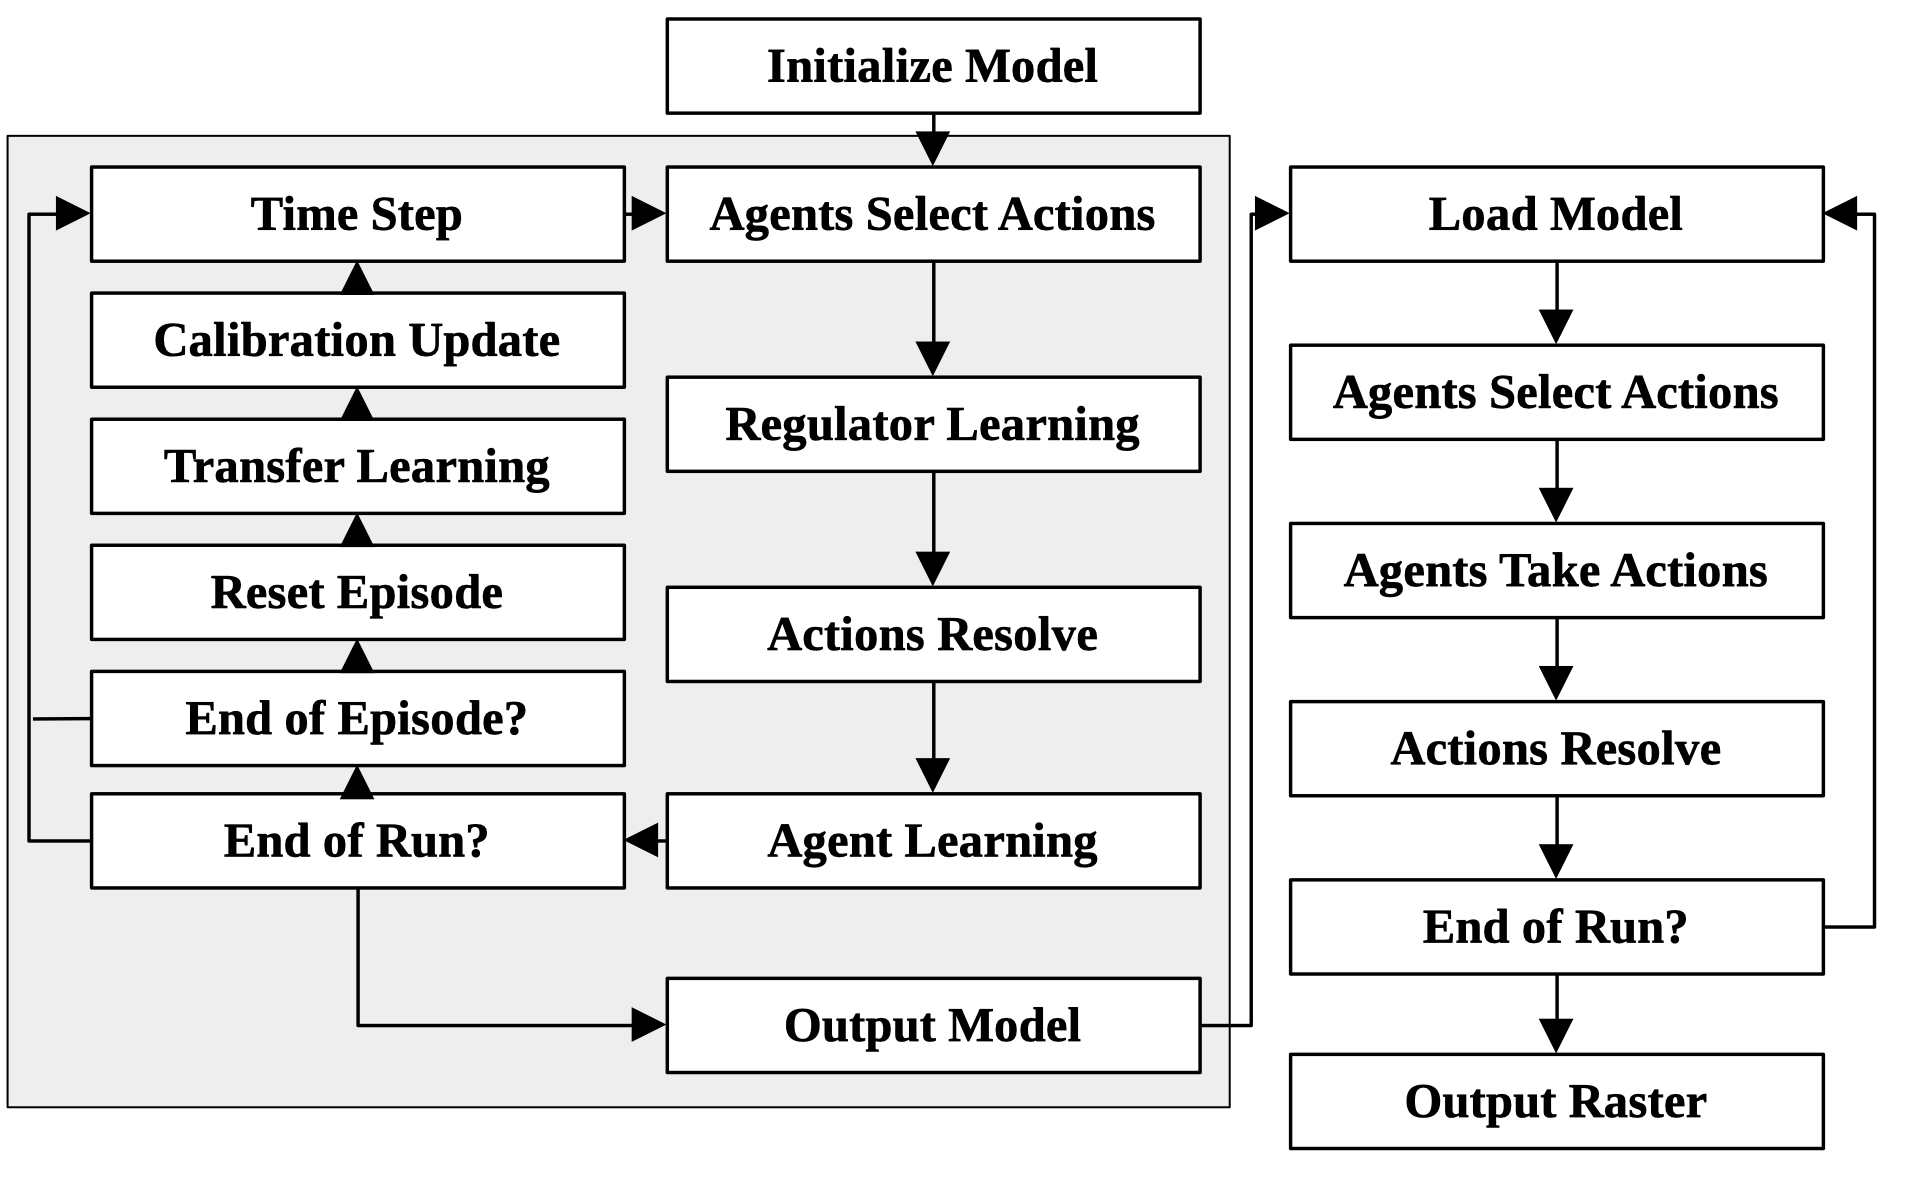 Initialize Model
Time Step
Calibration Update
Transfer Learning
Reset Episode
End of Episode?
End of Run?
Agents Select Actions
Regulator Learning
Actions Resolve
Agent Learning
Output Model
Load Model
Agents Select Actions
Agents Take Actions
Actions Resolve
End of Run?
Output Raster